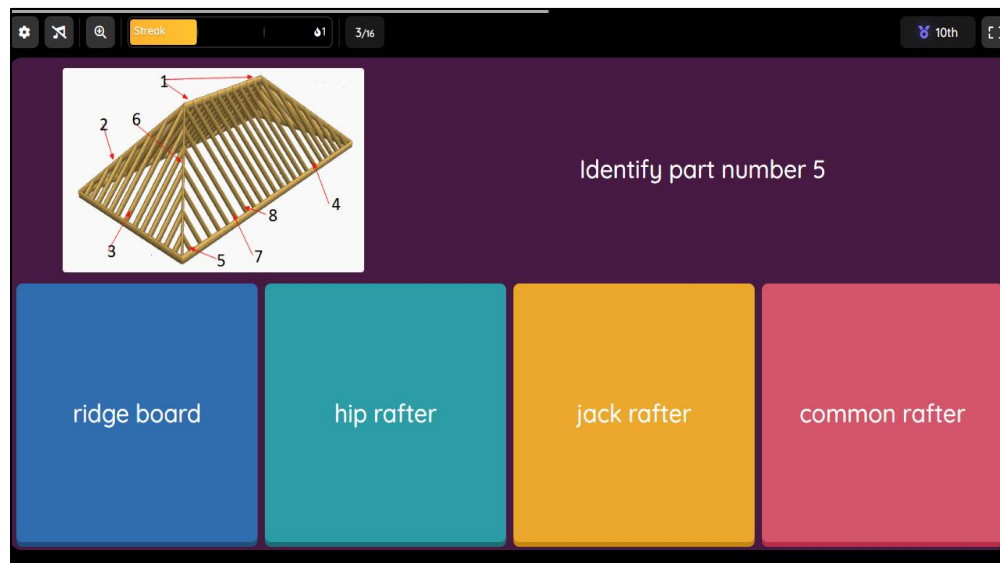 Streak
1
3/16
10th
1
2
6
3
5
7
8
4
Identify part number 5
ridge board
hip rafter
jack rafter
common rafter